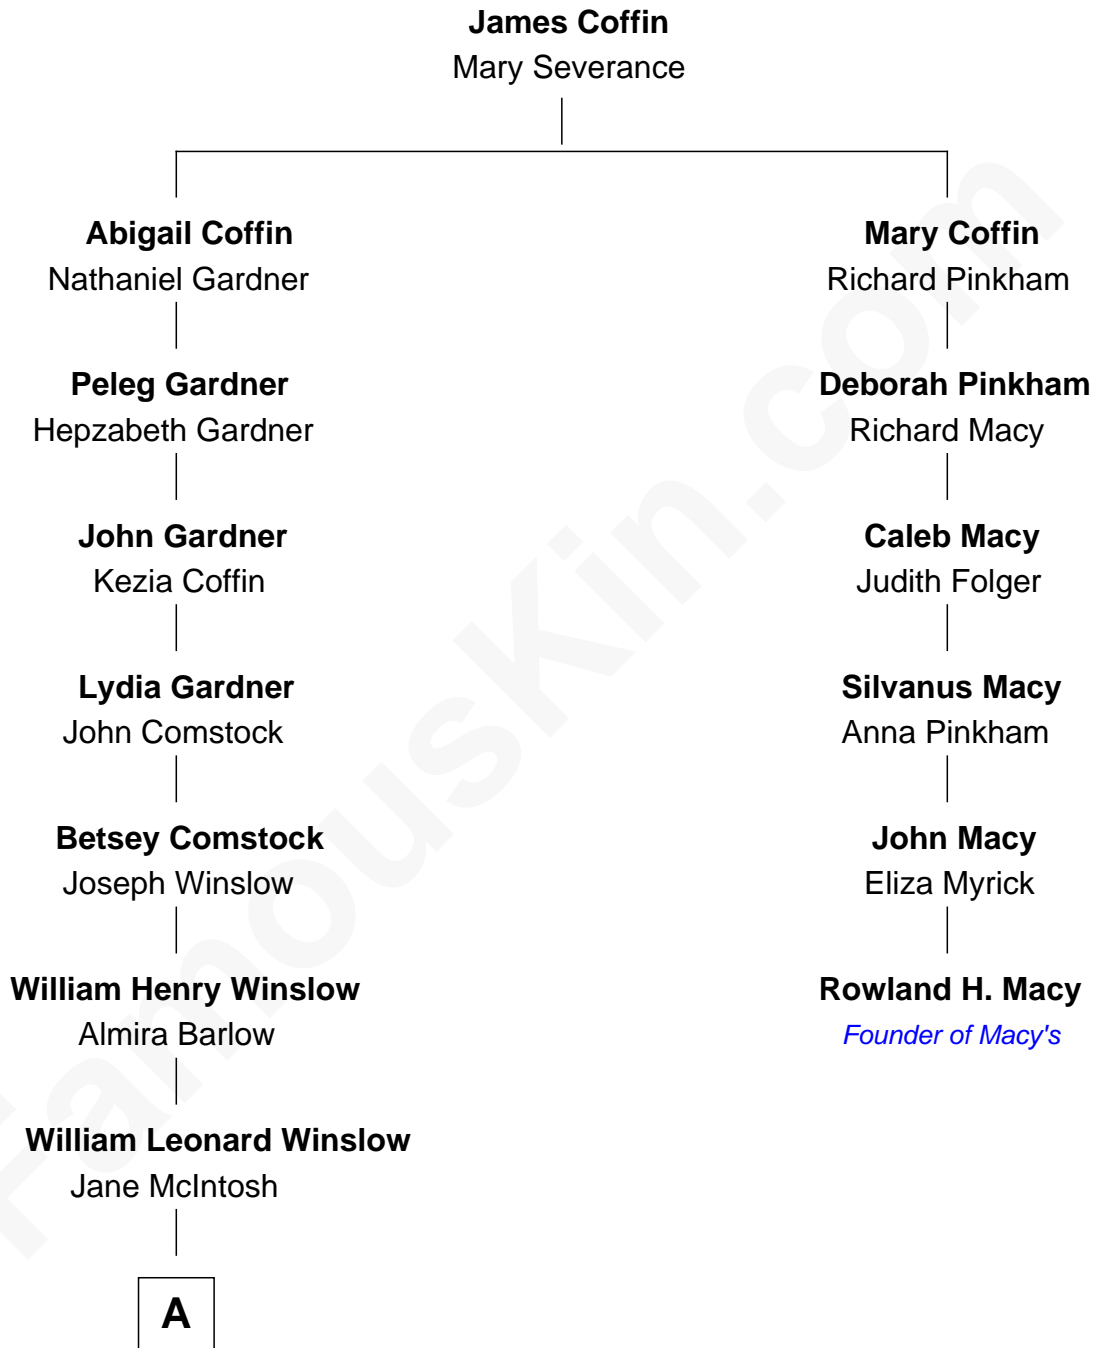 James Coffin
Mary Severance
Abigail Coffin
Nathaniel Gardner
Mary Coffin
Richard Pinkham
Peleg Gardner
Hepzabeth Gardner
Deborah Pinkham
Richard Macy
John Gardner
Kezia Coffin
Caleb Macy
Judith Folger
Lydia Gardner
John Comstock
Silvanus Macy
Anna Pinkham
Betsey Comstock
Joseph Winslow
John Macy
Eliza Myrick
William Henry Winslow
Almira Barlow
Rowland H. Macy
Founder of Macy's
William Leonard Winslow
Jane McIntosh
A
FamousKin.com